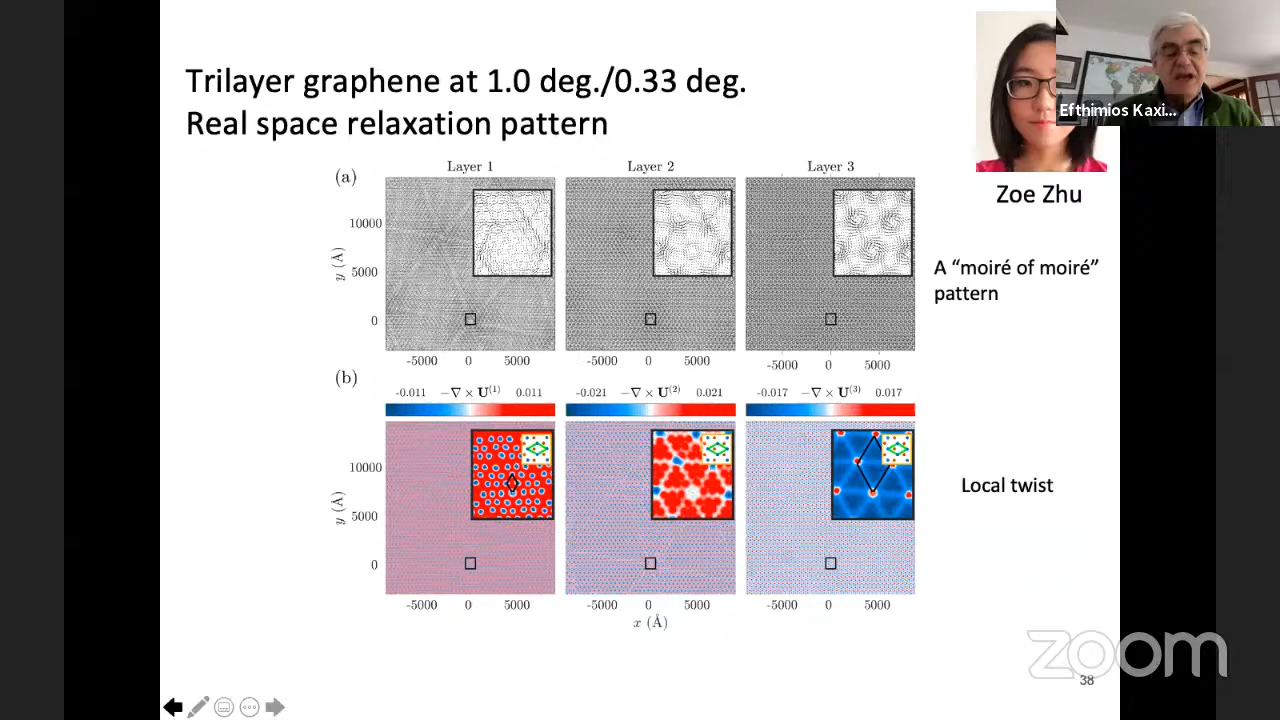 Trilayer graphene at 1.0 deg./0.33 deg.
Real space relaxation pattern
Efthimios Kaxi...
Zoe Zhu
Layer 1
Layer 2
Layer 3
(a)
10000
5000
0
y (Å)
-5000 0 5000
-5000 0 5000
-5000 0 5000
A “moiré of moiré”
pattern
(b)
-0.011 −∇ × U⁽¹⁾ 0.011
-0.021 −∇ × U⁽²⁾ 0.021
-0.017 −∇ × U⁽³⁾ 0.017
10000
5000
0
y (Å)
-5000 0 5000
-5000 0 5000
-5000 0 5000
x (Å)
Local twist
zoom
38